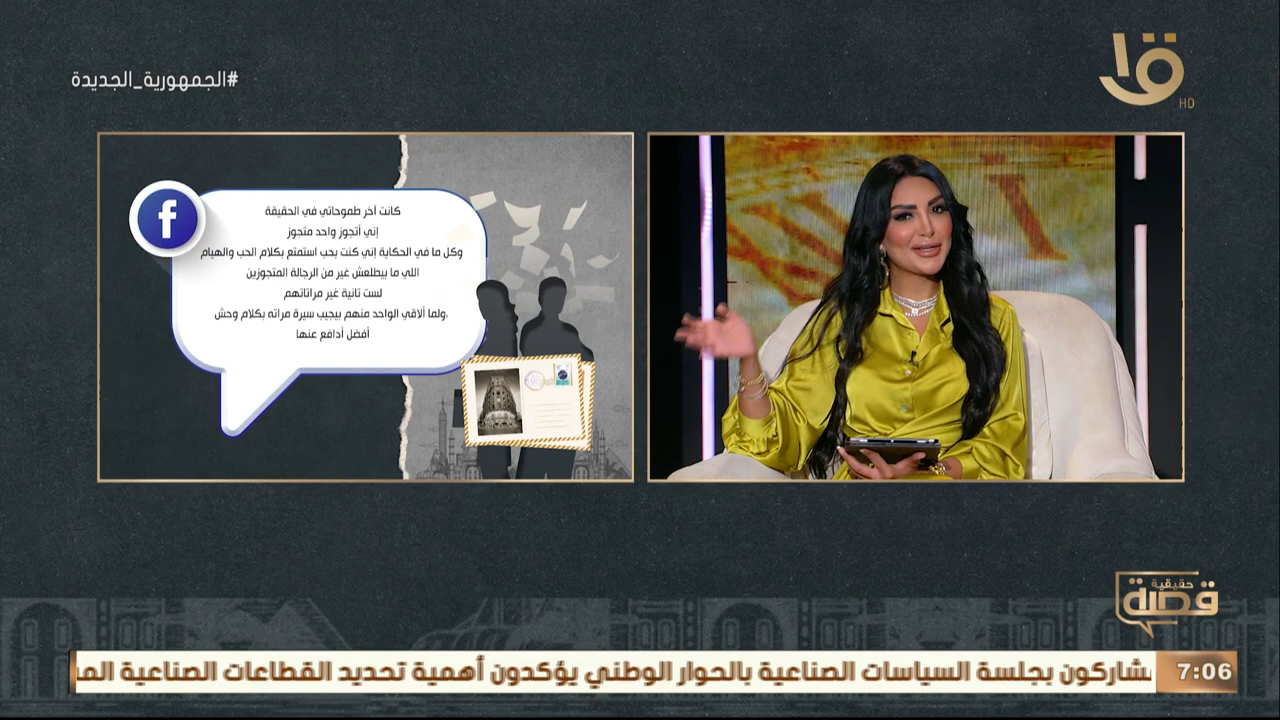 #الجمهورية_الجديدة
HD
كانت آخر طموحاتي في الحقيقة
إني أتجوز واحد متجوز
وكل ما في الحكاية إني كنت بحب استمتع بكلام الحب والهيام
اللي ما بيطلعش غير من الرجالة المتجوزين
لست تانية غير مراتاتهم
ولما ألاقي الواحد منهم بيجيب سيرة مراته بكلام وحش،
أفضل أدافع عنها
قصة حقيقية
شاركون بجلسة السياسات الصناعية بالحوار الوطني يؤكدون أهمية تحديد القطاعات الصناعية
7:06